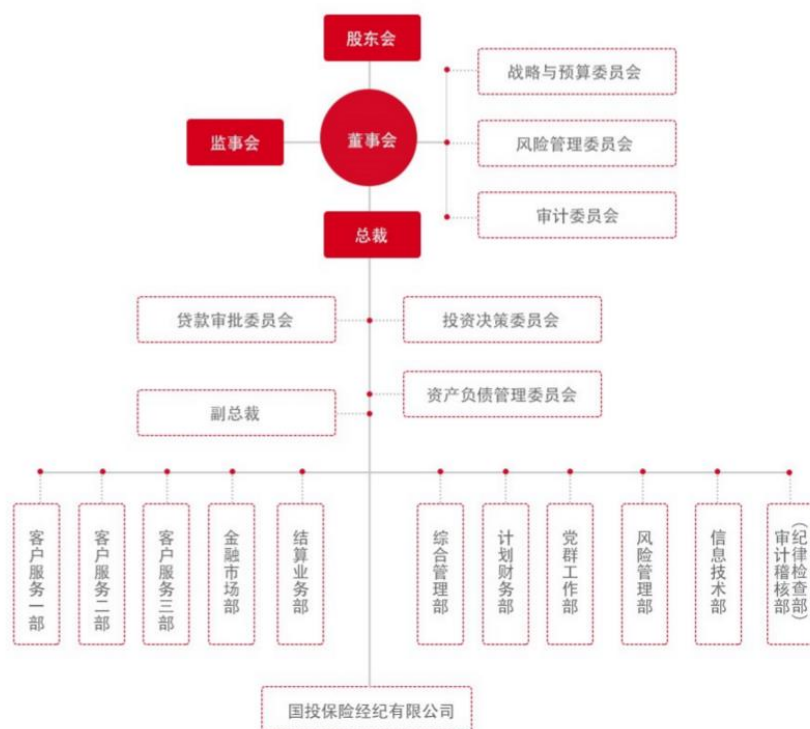 股东会
战略与预算委员会
监事会
董事会
风险管理委员会
审计委员会
总裁
贷款审批委员会
投资决策委员会
资产负债管理委员会
副总裁
客户服务一部
客户服务二部
客户服务三部
金融市场部
结算业务部
综合管理部
计划财务部
党群工作部
风险管理部
信息技术部
审计稽核部
(纪律检查部)
国投保险经纪有限公司